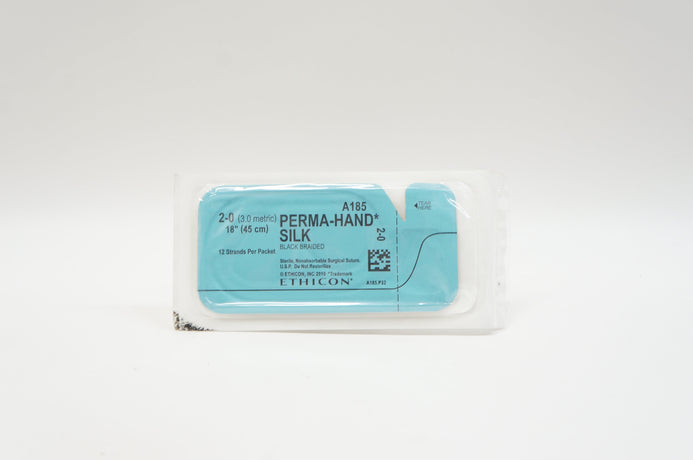 A185
2-0 (3.0 metric) PERMA-HAND*
18" (45 cm) SILK
BLACK BRAIDED
12 Strands Per Packet
Sterile, Nonabsorbable Surgical Suture,
U.S.P. Do Not Resterilize
© ETHICON, INC 2010 *Trademark
ETHICON*
TEAR
HERE
2-0
A185.P32